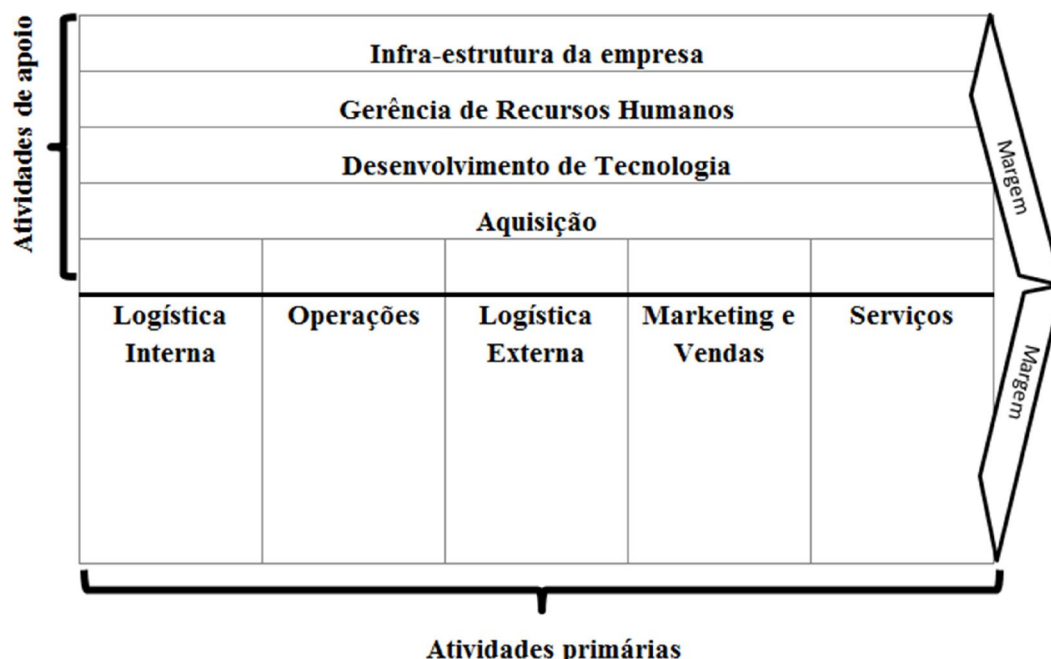 Atividades de apoio
Infra-estrutura da empresa
Gerência de Recursos Humanos
Desenvolvimento de Tecnologia
Aquisição
Margem
Logística
Interna
Operações
Logística
Externa
Marketing e
Vendas
Serviços
Margem
Atividades primárias